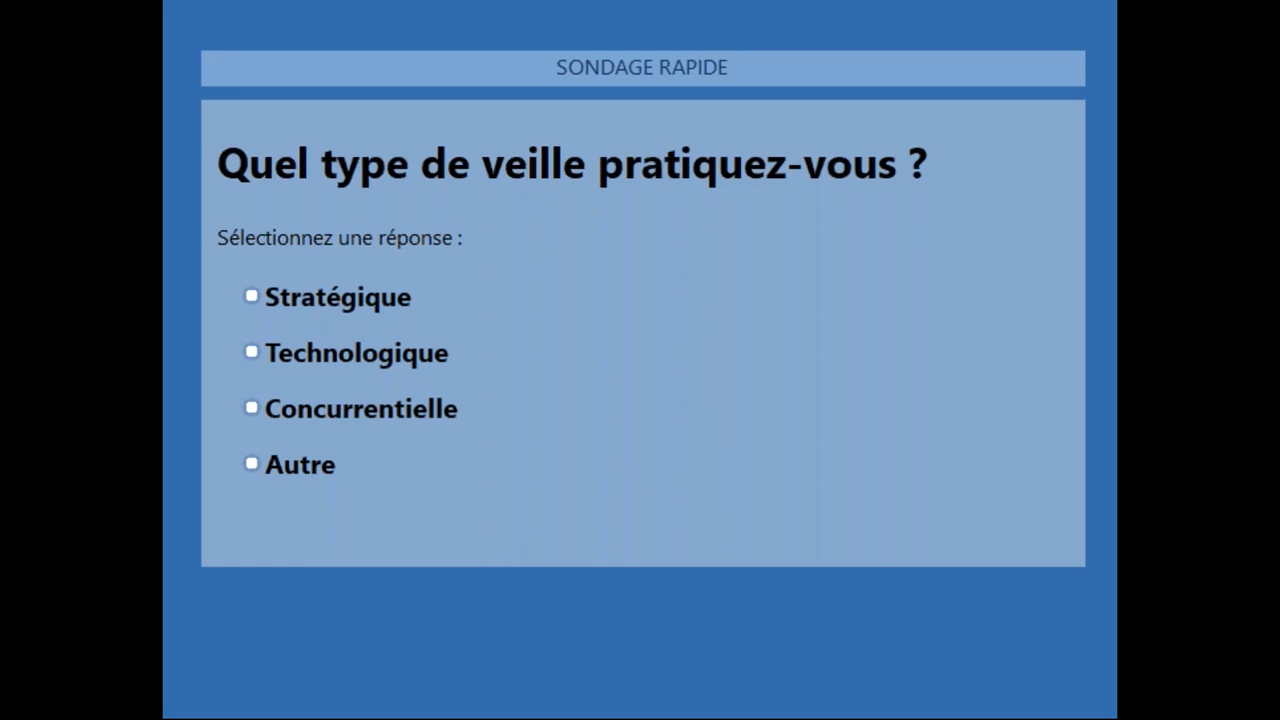 SONDAGE RAPIDE
Quel type de veille pratiquez-vous ?
Sélectionnez une réponse :
Stratégique
Technologique
Concurrentielle
Autre